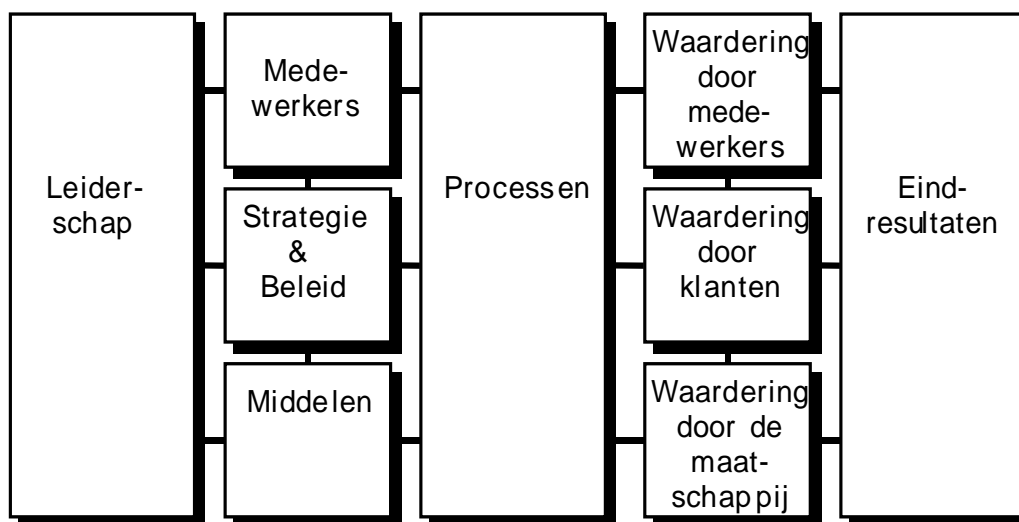 Leider-
schap
Mede-
werkers
Strategie
&
Beleid
Middelen
Processen
Waardering
door
mede-
werkers
Waardering
door
klanten
Waardering
door de
maat-
schappij
Eind-
resultaten